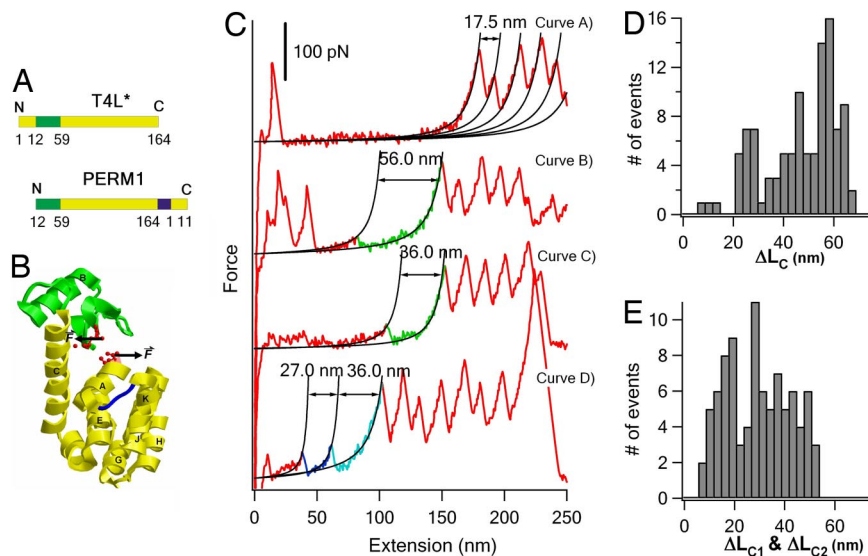 A
N T4L* C
1 12 59 164
PERM1
N C
12 59 164 1 11
B
B
F
F
C
A
K
E
J
H
G
C
17.5 nm Curve A)
100 pN
56.0 nm Curve B)
36.0 nm Curve C)
27.0 nm 36.0 nm Curve D)
Force
0 50 100 150 200 250
Extension (nm)
D
16
12
8
4
0
# of events
0 20 40 60
ΔLC (nm)
E
10
8
6
4
2
0
# of events
0 20 40 60
ΔLC1 & ΔLC2 (nm)